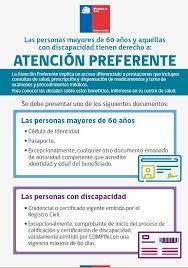 Las personas mayores de 60 años y aquellas
con discapacidad tienen derecho a:
ATENCIÓN PREFERENTE
La Atención Preferente implica un acceso diferenciado a prestaciones que incluyen
consultas de salud, prescripción y dispensación de medicamentos y toma de
exámenes y procedimientos médicos.
Para conocer los detalles sobre estos beneficios, infórmese en su centro de salud.
Se debe presentar uno de los siguientes documentos:
Las personas mayores de 60 años
• Cédula de Identidad
• Pasaporte.
• Excepcionalmente, cualquier otro documento emanado
de autoridad competente que acredite
identidad y edad del beneficiario.
Las personas con discapacidad
• Credencial o certificado vigente emitido por el
Registro Civil.
• Excepcionalmente, comprobante de inicio del proceso de
calificación y certificación de discapacidad,
válidamente emitido por COMPIN con una
vigencia máxima de 60 días.